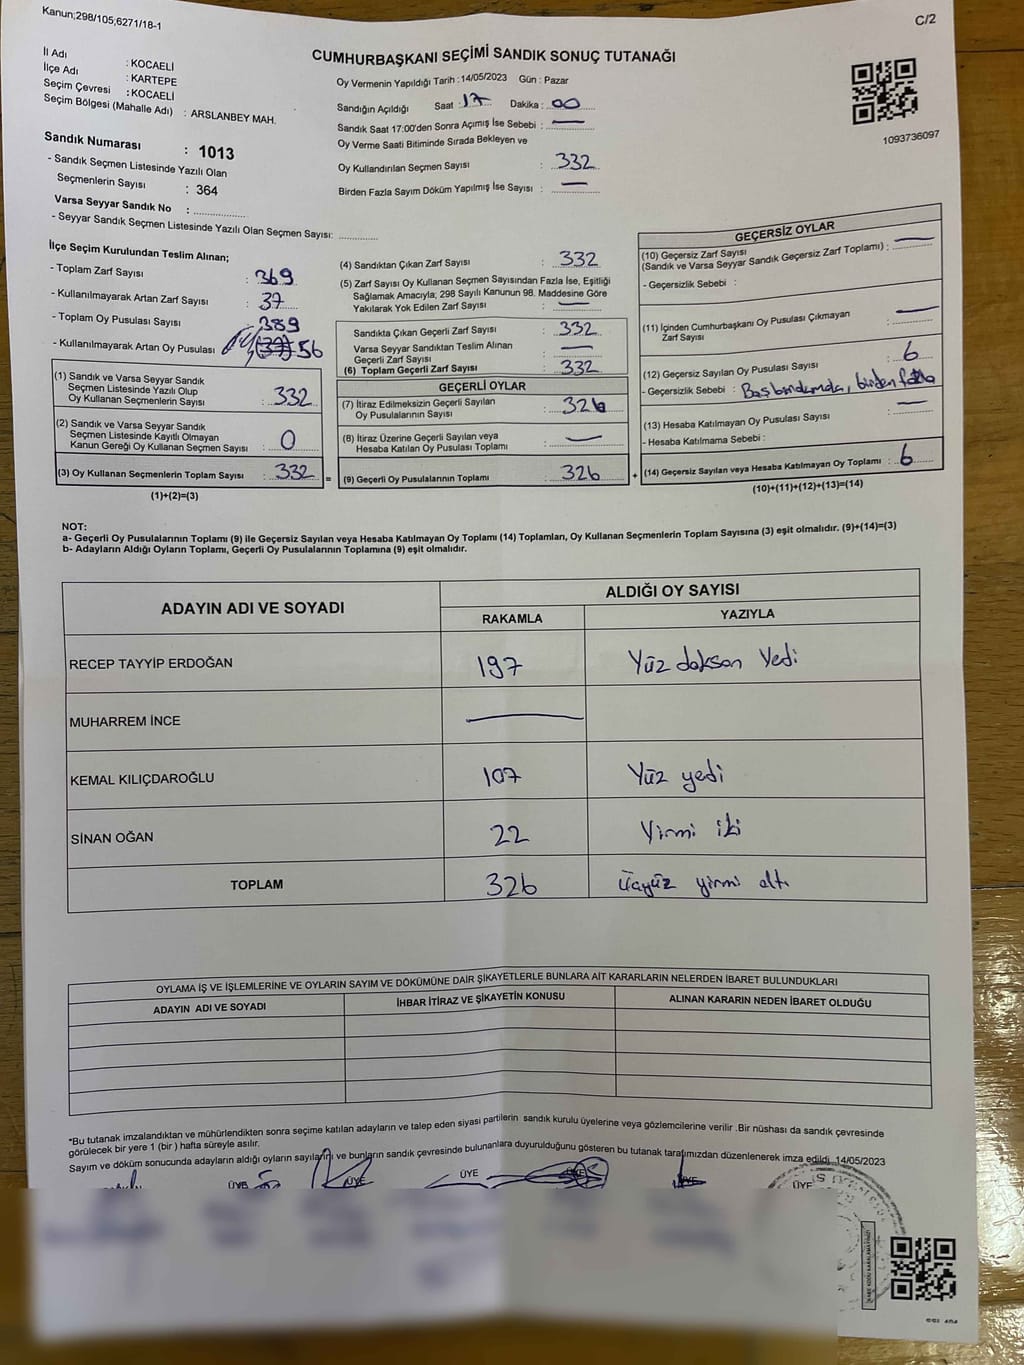 Kanun;298/105;6271/18-1
C/2
CUMHURBAŞKANI SEÇİMİ SANDIK SONUÇ TUTANAĞI
İl Adı : KOCAELİ
İlçe Adı : KARTEPE
Seçim Çevresi : KOCAELİ
Seçim Bölgesi (Mahalle Adı) : ARSLANBEY MAH.
Sandık Numarası : 1013
- Sandık Seçmen Listesinde Yazılı Olan
Seçmenlerin Sayısı : 364
Varsa Seyyar Sandık No :
- Seyyar Sandık Seçmen Listesinde Yazılı Olan Seçmen Sayısı:
Oy Vermenin Yapıldığı Tarih : 14/05/2023 Gün : Pazar
Sandığın Açıldığı Saat : 17 Dakika : 00
Sandık Saat 17:00'den Sonra Açımış İse Sebebi : —
Oy Verme Saati Bitiminde Sırada Bekleyen ve
Oy Kullandırılan Seçmen Sayısı : 332
Birden Fazla Sayım Döküm Yapılmış İse Sayısı : —
1093736097
İlçe Seçim Kurulundan Teslim Alınan;
- Toplam Zarf Sayısı : 369
- Kullanılmayarak Artan Zarf Sayısı : 37
- Toplam Oy Pusulası Sayısı : 389
- Kullanılmayarak Artan Oy Pusulası : 56
(1) Sandık ve Varsa Seyyar Sandık
Seçmen Listesinde Yazılı Olup
Oy Kullanan Seçmenlerin Sayısı : 332
(2) Sandık ve Varsa Seyyar Sandık
Seçmen Listesinde Kayıtlı Olmayan
Kanun Gereği Oy Kullanan Seçmen Sayısı : 0
(3) Oy Kullanan Seçmenlerin Toplam Sayısı : 332
(1)+(2)=(3)
(4) Sandıktan Çıkan Zarf Sayısı : 332
(5) Zarf Sayısı Oy Kullanan Seçmen Sayısından Fazla İse, Eşitliği
Sağlamak Amacıyla; 298 Sayılı Kanunun 98. Maddesine Göre
Yakılarak Yok Edilen Zarf Sayısı : —
Sandıkta Çıkan Geçerli Zarf Sayısı : 332
Varsa Seyyar Sandıktan Teslim Alınan
Geçerli Zarf Sayısı : —
(6) Toplam Geçerli Zarf Sayısı : 332
GEÇERLİ OYLAR
(7) İtiraz Edilmeksizin Geçerli Sayılan
Oy Pusulalarının Sayısı : 326
(8) İtiraz Üzerine Geçerli Sayılan veya
Hesaba Katılan Oy Pusulası Toplamı : —
= (9) Geçerli Oy Pusulalarının Toplamı : 326
GEÇERSİZ OYLAR
(10) Geçersiz Zarf Sayısı
(Sandık ve Varsa Seyyar Sandık Geçersiz Zarf Toplamı) : —
- Geçersizlik Sebebi :
(11) İçinden Cumhurbaşkanı Oy Pusulası Çıkmayan
Zarf Sayısı : —
(12) Geçersiz Sayılan Oy Pusulası Sayısı : 6
- Geçersizlik Sebebi : birden fazla
(13) Hesaba Katılmayan Oy Pusulası Sayısı : —
- Hesaba Katılmama Sebebi :
+ (14) Geçersiz Sayılan veya Hesaba Katılmayan Oy Toplamı : 6
(10)+(11)+(12)+(13)=(14)
NOT:
a- Geçerli Oy Pusulalarının Toplamı (9) ile Geçersiz Sayılan veya Hesaba Katılmayan Oy Toplamı (14) Toplamları, Oy Kullanan Seçmenlerin Toplam Sayısına (3) eşit olmalıdır. (9)+(14)=(3)
b- Adayların Aldığı Oyların Toplamı, Geçerli Oy Pusulalarının Toplamına (9) eşit olmalıdır.
ADAYIN ADI VE SOYADI ALDIĞI OY SAYISI
RAKAMLA YAZIYLA
RECEP TAYYİP ERDOĞAN 197 Yüz doksan Yedi
MUHARREM İNCE —
KEMAL KILIÇDAROĞLU 107 Yüz yedi
SİNAN OĞAN 22 Yirmi iki
TOPLAM 326 Üçyüz yirmi altı
OYLAMA İŞ VE İŞLEMLERİNE VE OYLARIN SAYIM VE DÖKÜMÜNE DAİR ŞİKAYETLERLE BUNLARA AİT KARARLARIN NELERDEN İBARET BULUNDUKLARI
ADAYIN ADI VE SOYADI İHBAR İTİRAZ VE ŞİKAYETİN KONUSU ALINAN KARARIN NEDEN İBARET OLDUĞU
*Bu tutanak imzalandıktan ve mühürlendikten sonra seçime katılan adayların ve talep eden siyasi partilerin sandık kurulu üyelerine veya gözlemcilerine verilir .Bir nüshası da sandık çevresinde
görülecek bir yere 1 (bir ) hafta süreyle asılır.
Sayım ve döküm sonucunda adayların aldığı oyların sayılarını ve bunların sandık çevresinde bulunanlara duyurulduğunu gösteren bu tutanak tarafımızdan düzenlenerek imza edildi. 14/05/2023
ÜYE ÜYE ÜYE ÜYE ÜYE ÜYE